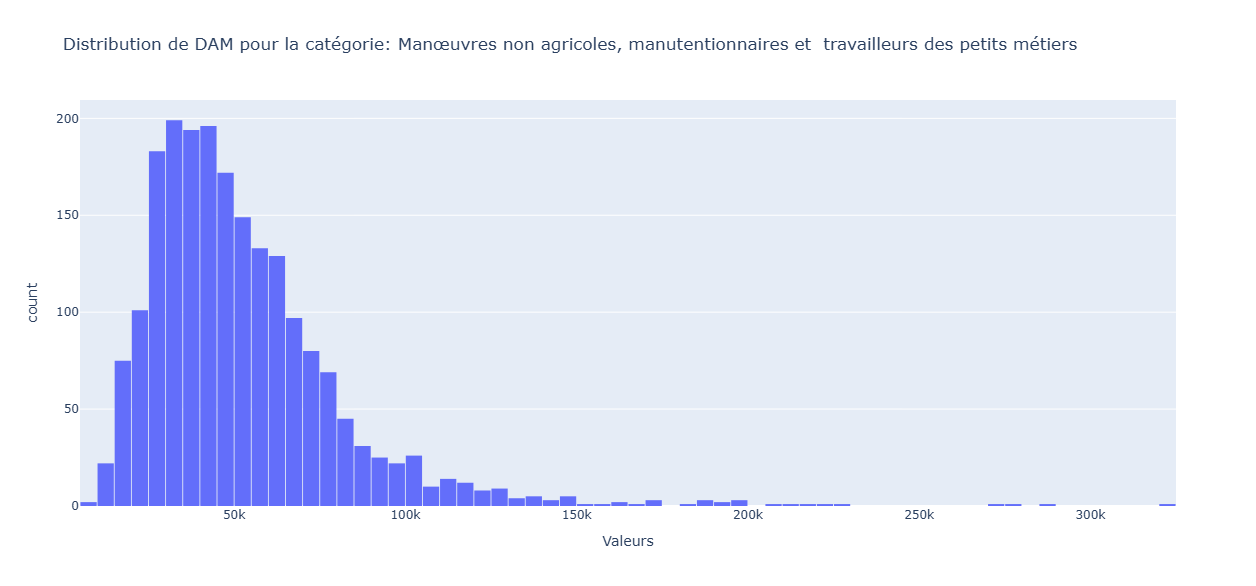 Distribution de DAM pour la catégorie: Manœuvres non agricoles, manutentionnaires et  travailleurs des petits métiers
200
150
100
50
0
count
50k 100k 150k 200k 250k 300k
Valeurs